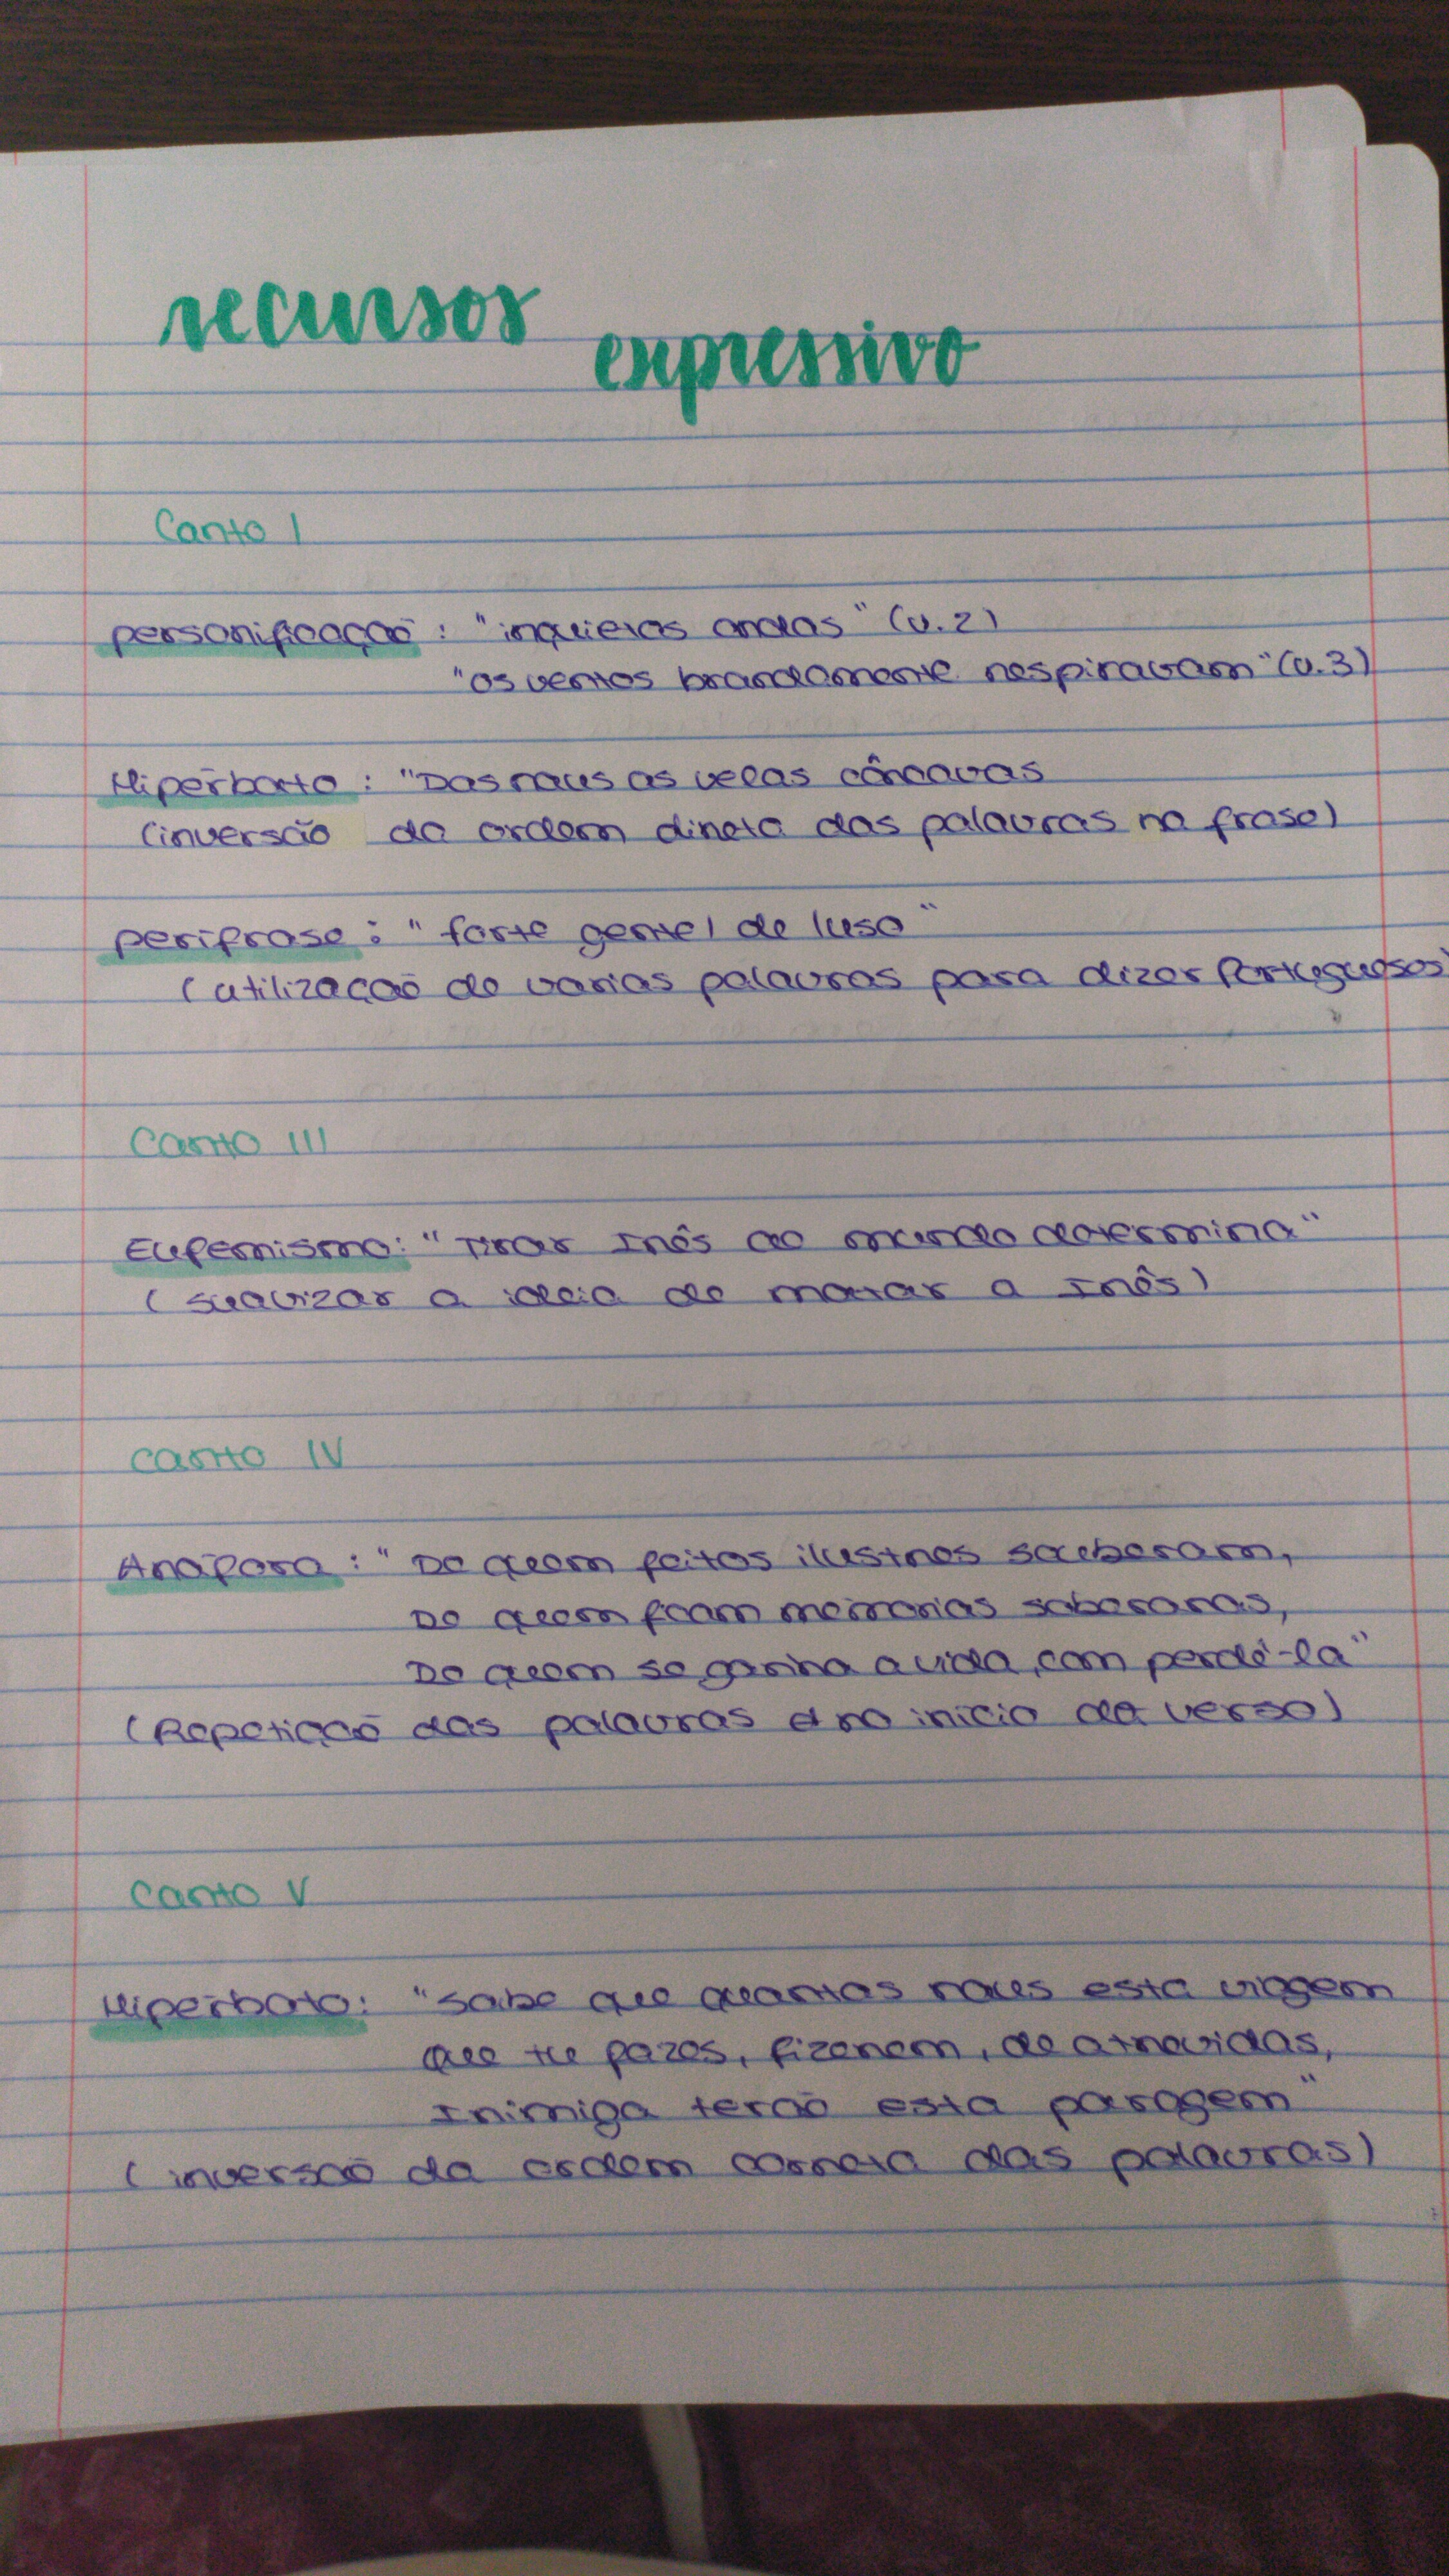 recursos
expressivo
Canto I
personificação : "inquietas ondas" (v.2)
"os ventos brandamente respiravam" (v.3)
Hipérbato : "Das naus as velas côncavas
(inversão da ordem direta das palavras na frase)
perífrase : "forte gente/ de luso"
(utilização de varias palavras para dizer Portugueses)
Canto III
Eufemismo: "Tirar Inês ao mundo determina"
(suavizar a ideia de matar a Inês)
Canto IV
Anáfora : "De quem feitos ilustres souberam,
De quem ficam memorias soberanas,
De quem se ganha a vida, com perdê-la"
(Repetição das palavras no inicio do verso)
Canto V
Hipérbato: "Sabe que quantas naus esta viagem
que tu fazes, fizerem, de atrevidas,
Inimiga terão esta paragem"
(inversão da ordem correta das palavras)